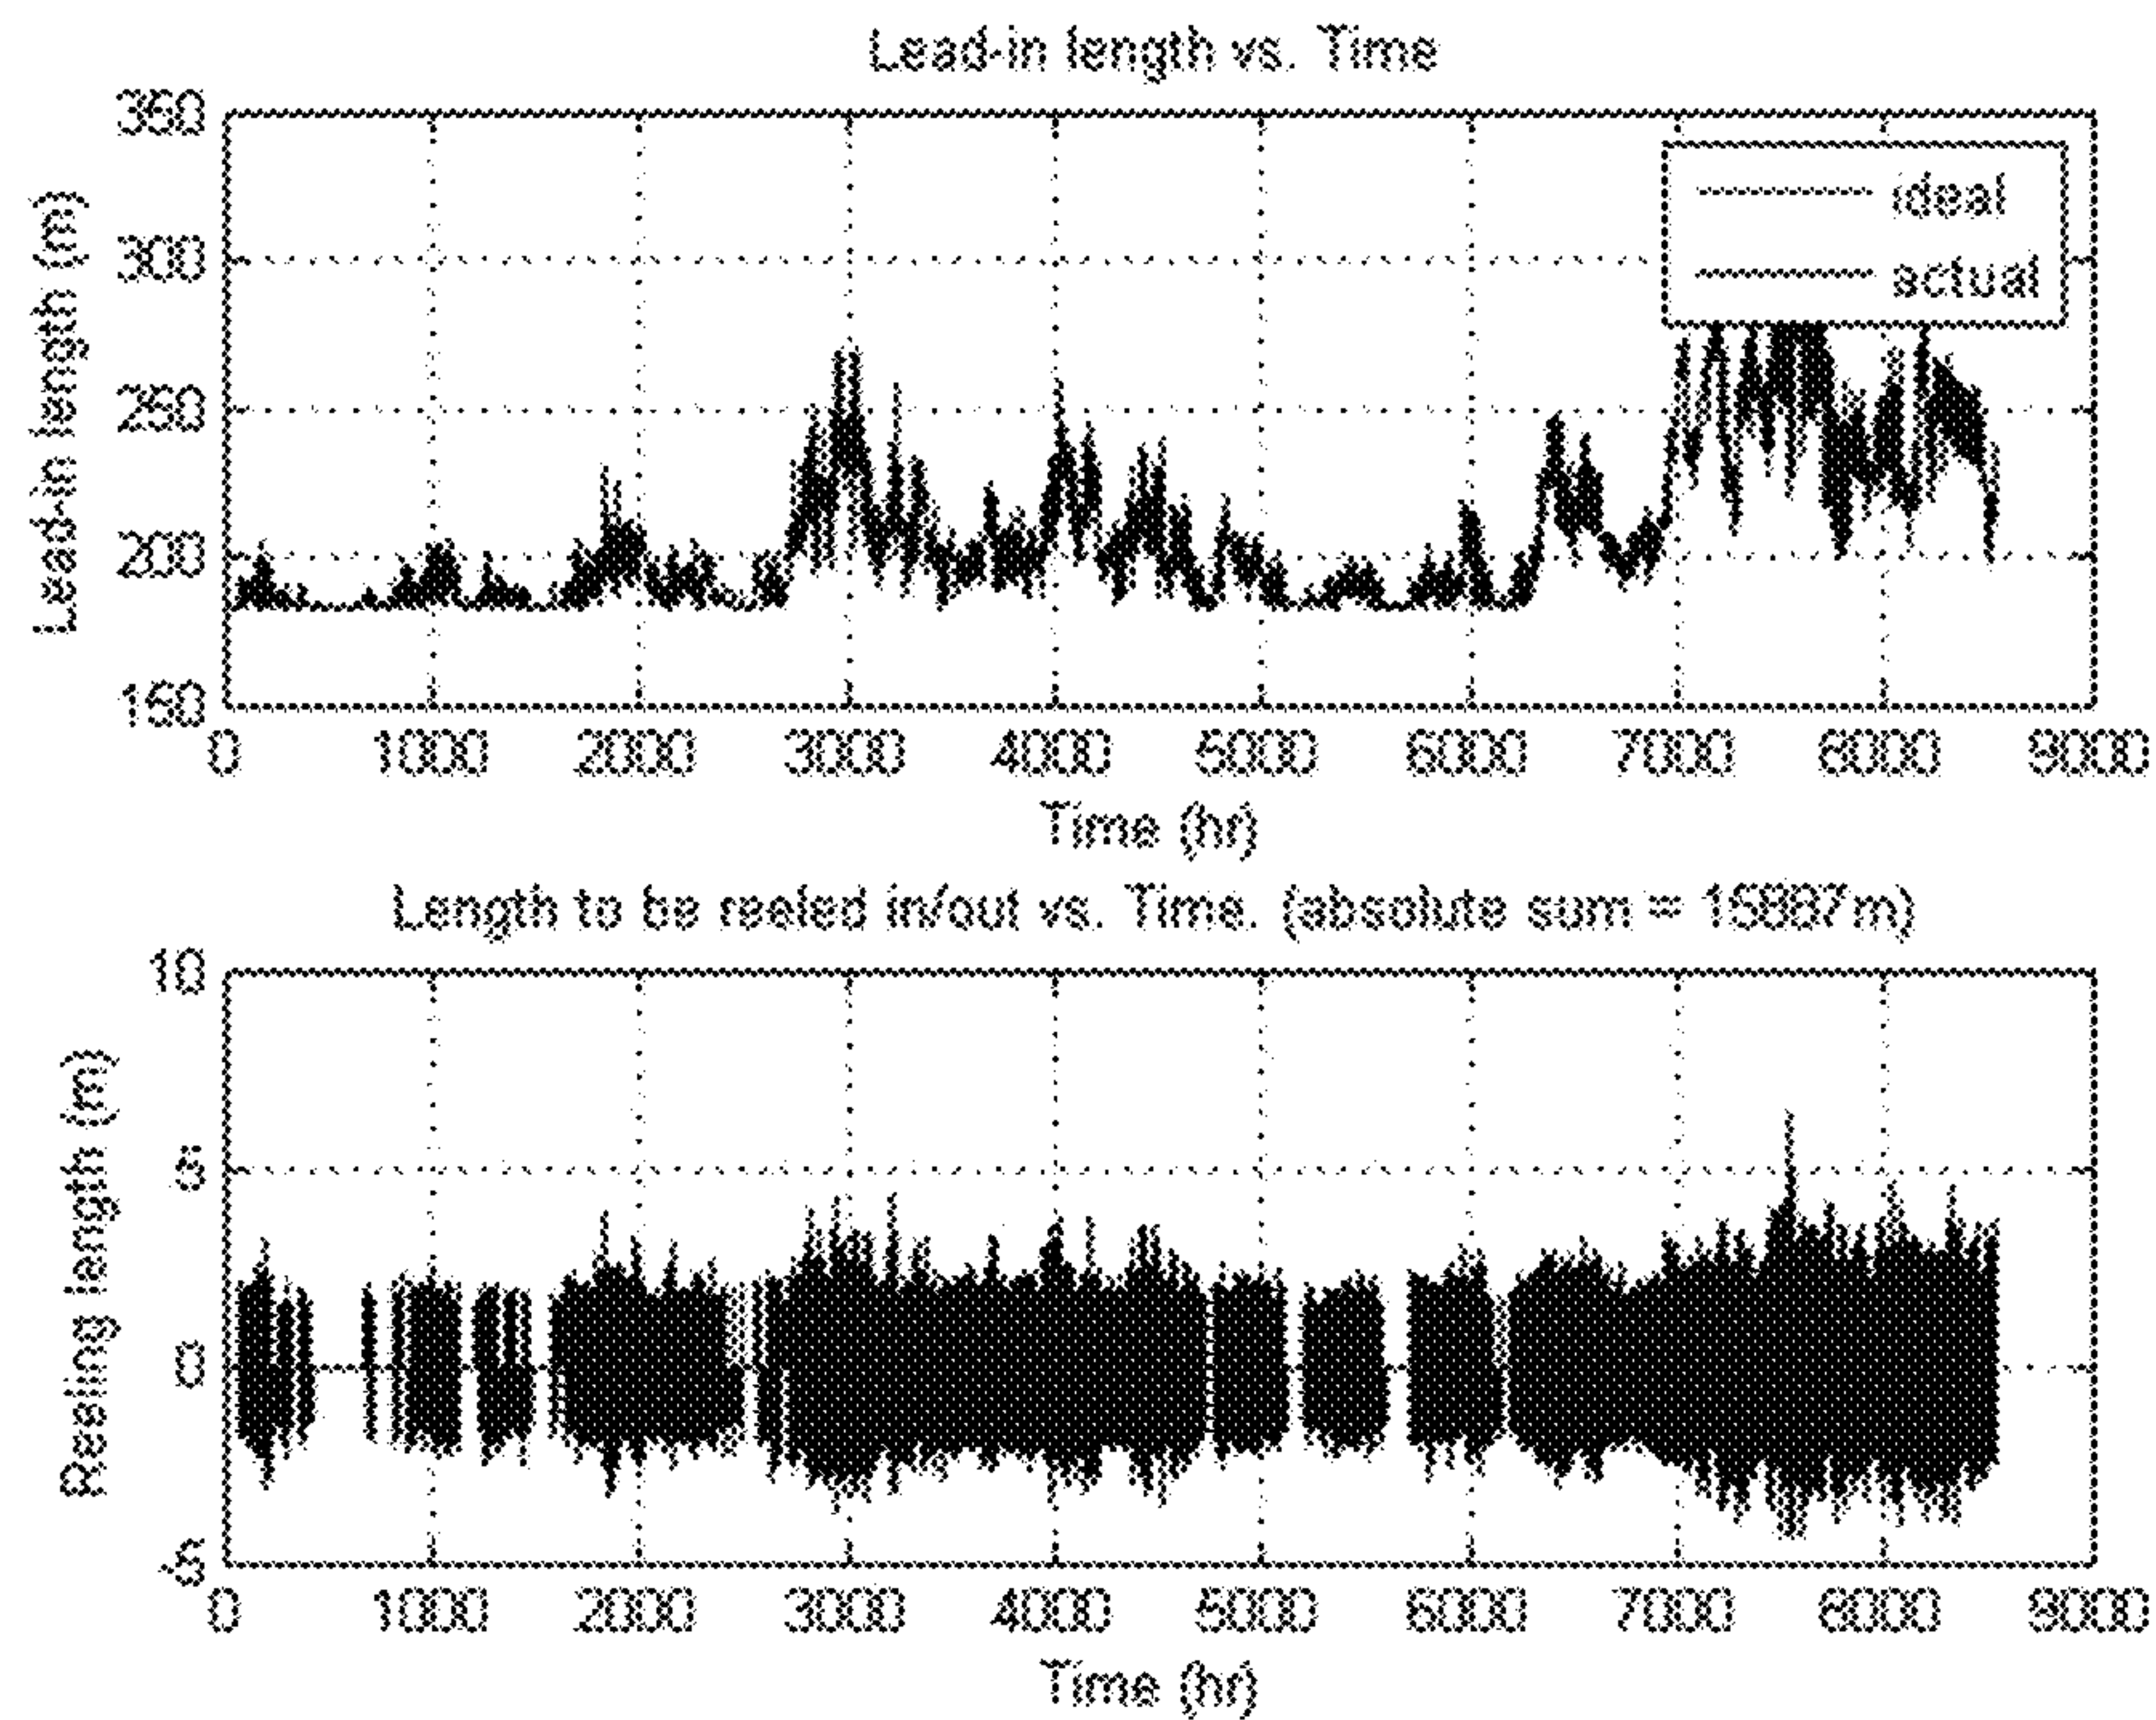 Lead-in length vs. Time
Lead-in length (m)
350
300
250
200
150
ideal
actual
0 1000 2000 3000 4000 5000 6000 7000 8000 9000
Time (hr)
Length to be reeled in/out vs. Time. (absolute sum = 15887m)
Reeling length (m)
10
5
0
-5
0 1000 2000 3000 4000 5000 6000 7000 8000 9000
Time (hr)